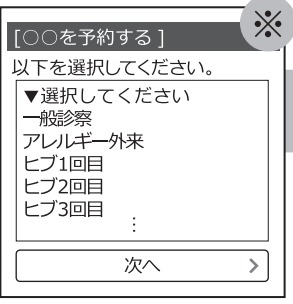 ※
[○○を予約する ]
以下を選択してください。
▼選択してください
一般診察
アレルギー外来
ヒブ1回目
ヒブ2回目
ヒブ3回目
⋮
次へ >